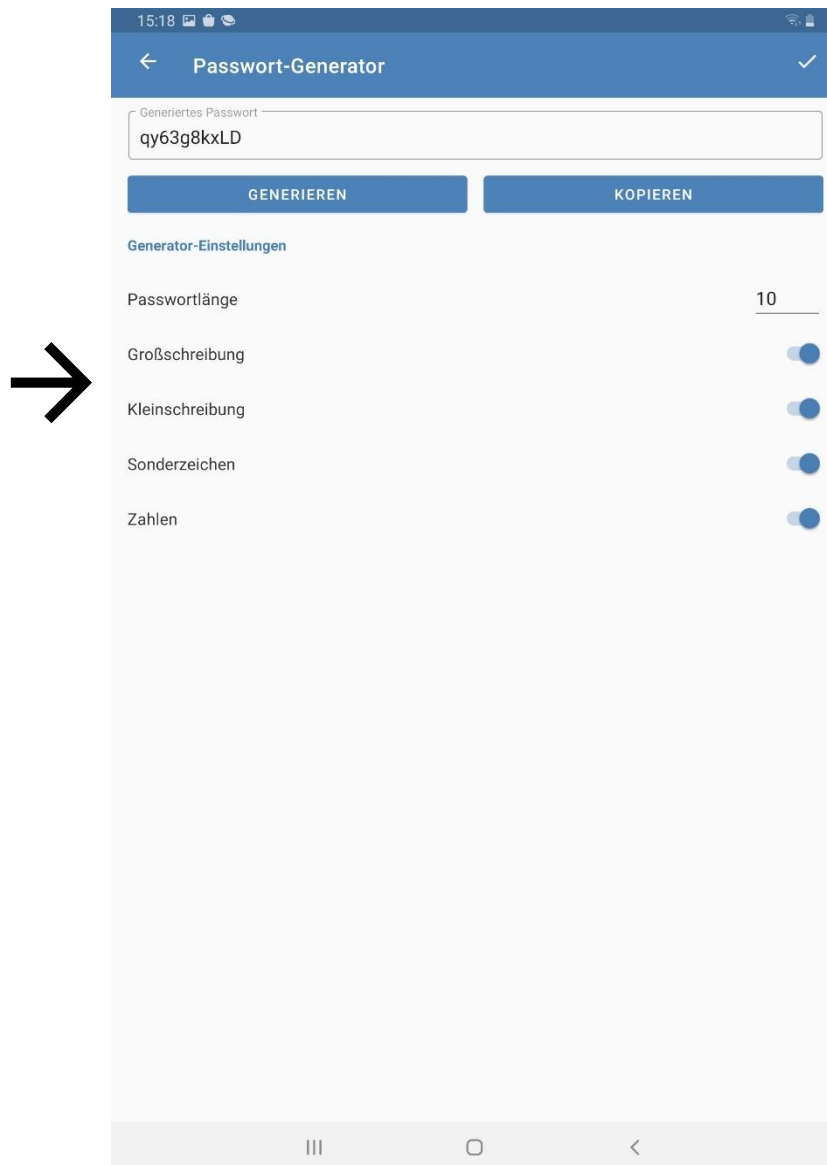 15:18
Passwort-Generator
Generiertes Passwort
qy63g8kxLD
GENERIEREN KOPIEREN
Generator-Einstellungen
Passwortlänge 10
Großschreibung
Kleinschreibung
Sonderzeichen
Zahlen